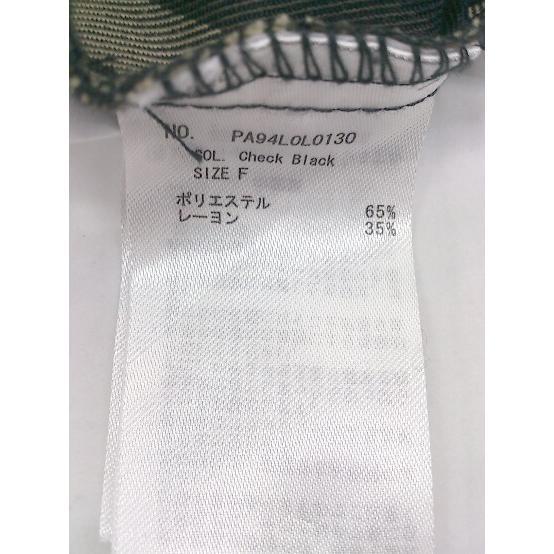 NO. PA94L0L0130
COL. Check Black
SIZE F
ポリエステル 65%
レーヨン 35%